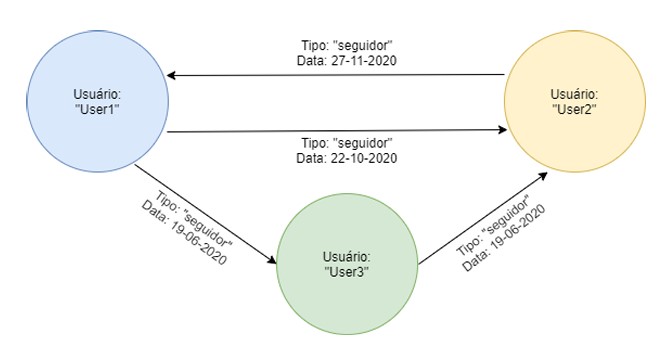 Tipo: "seguidor"
Data: 27-11-2020
Usuário:
"User1"
Usuário:
"User2"
Tipo: "seguidor"
Data: 22-10-2020
Tipo: "seguidor"
Data: 19-06-2020
Usuário:
"User3"
Tipo: "seguidor"
Data: 19-06-2020